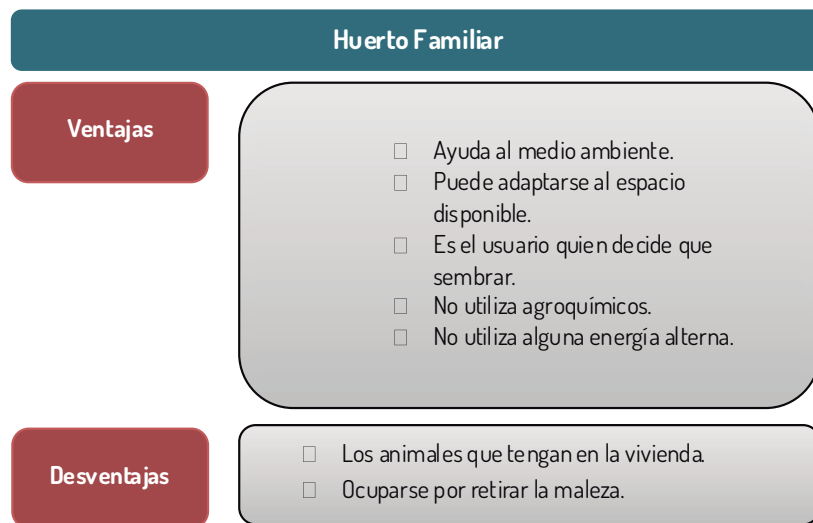 Huerto Familiar
Ventajas
□ Ayuda al medio ambiente.
□ Puede adaptarse al espacio
disponible.
□ Es el usuario quien decide que
sembrar.
□ No utiliza agroquímicos.
□ No utiliza alguna energía alterna.
Desventajas
□ Los animales que tengan en la vivienda.
□ Ocuparse por retirar la maleza.